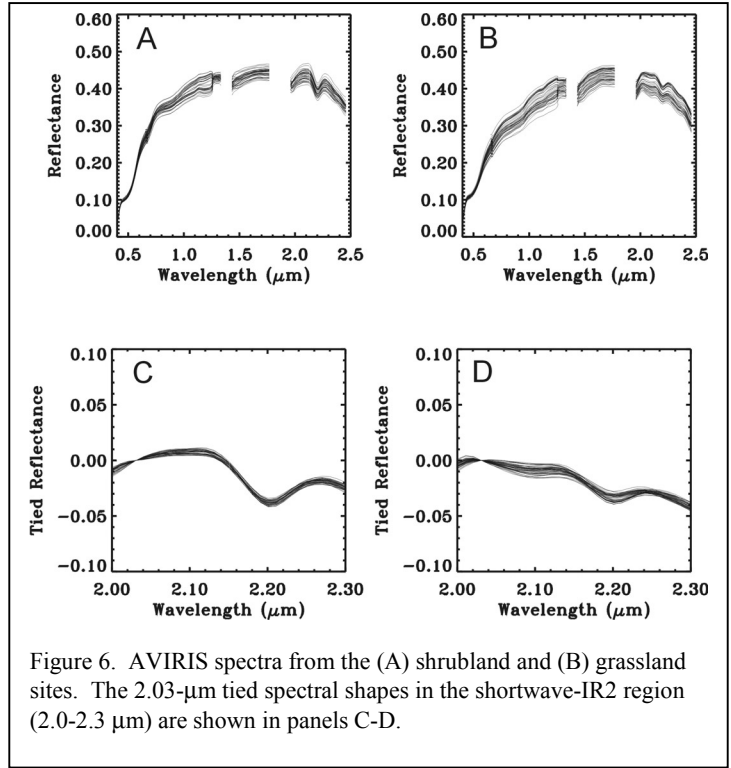 A
0.60
0.50
0.40
0.30
0.20
0.10
0.00
Reflectance
0.5 1.0 1.5 2.0 2.5
Wavelength (μm)
B
0.60
0.50
0.40
0.30
0.20
0.10
0.00
Reflectance
0.5 1.0 1.5 2.0 2.5
Wavelength (μm)
C
0.10
0.05
0.00
−0.05
−0.10
Tied Reflectance
2.00 2.10 2.20 2.30
Wavelength (μm)
D
0.10
0.05
0.00
−0.05
−0.10
Tied Reflectance
2.00 2.10 2.20 2.30
Wavelength (μm)
Figure 6. AVIRIS spectra from the (A) shrubland and (B) grassland
sites. The 2.03-μm tied spectral shapes in the shortwave-IR2 region
(2.0-2.3 μm) are shown in panels C-D.